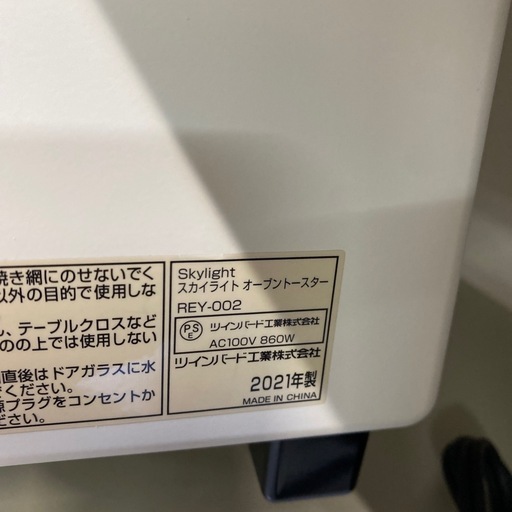 焼き網にのせないでく
以外の目的で使用しな
ん、テーブルクロスなど
のの上では使用しない
直後はドアガラスに水
ください。
源プラグをコンセントか
ださい。
Skylight
スカイライト オーブントースター
REY-002
PSE ツインバード工業株式会社
AC100V 860W
ツインバード工業株式会社
2021年製
MADE IN CHINA